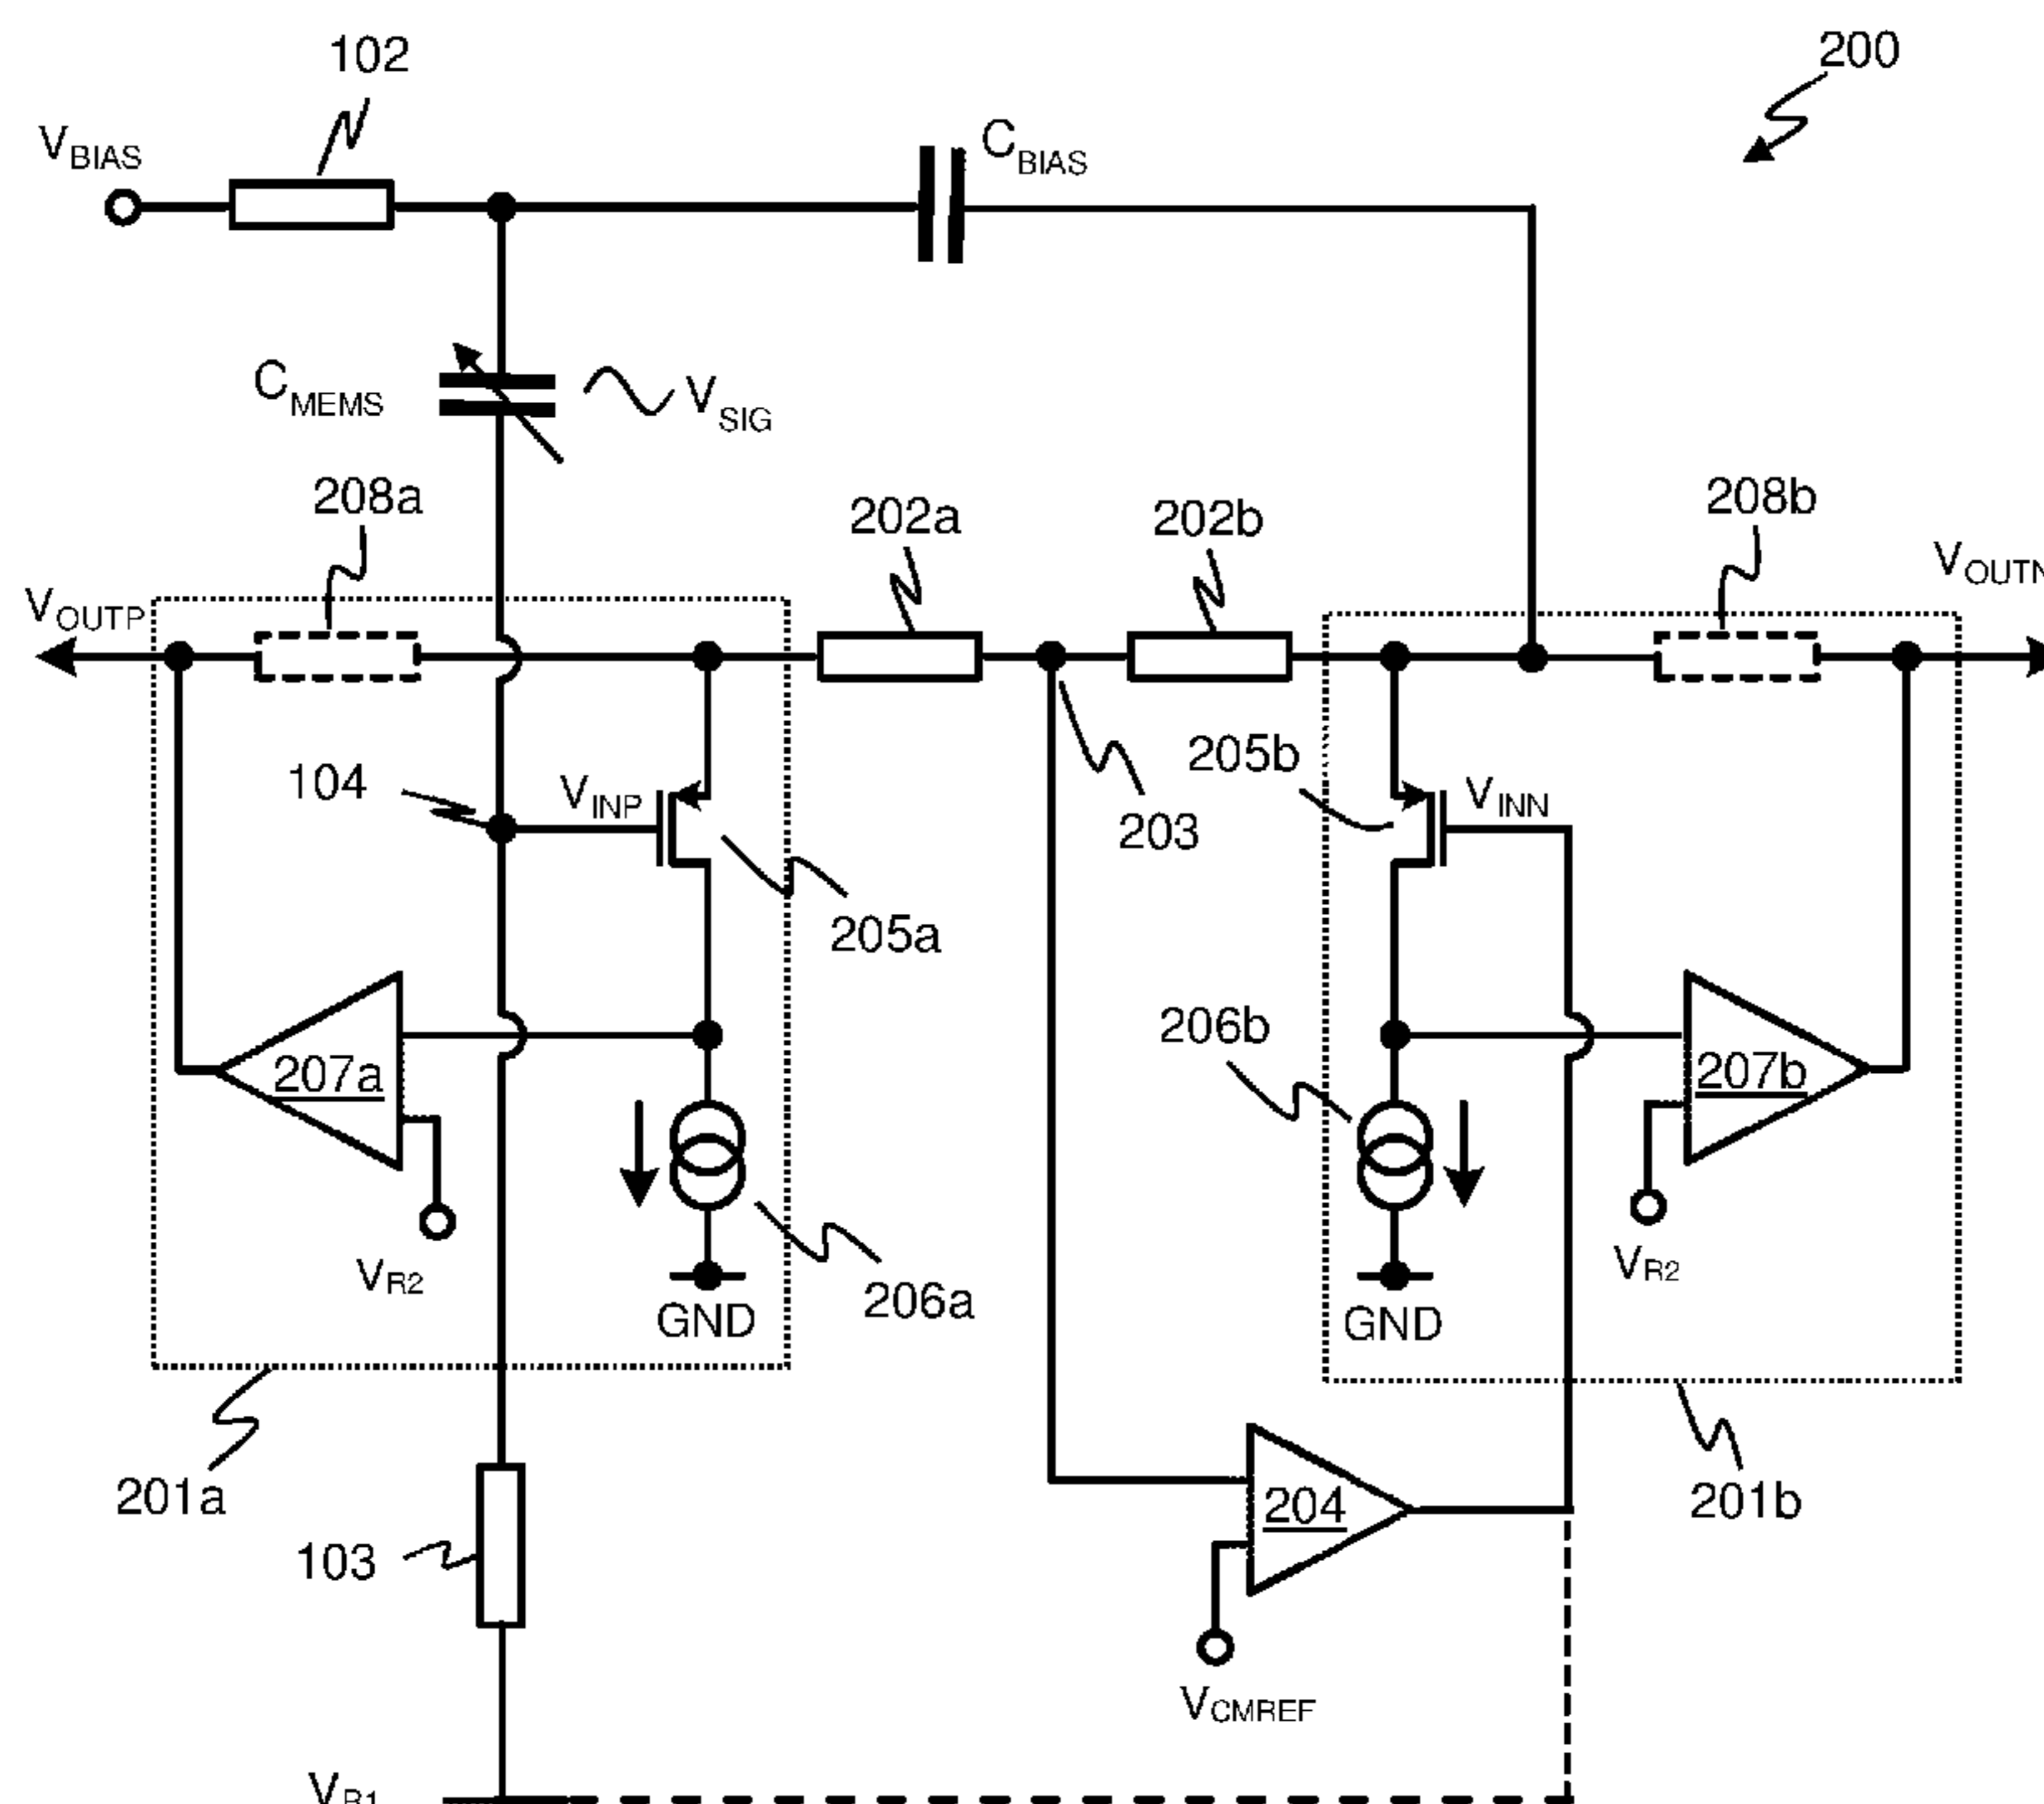 102
200
VBIAS
CBIAS
CMEMS
VSIG
208a
202a
202b
208b
VOUTP
VOUTN
104
VINP
205b
VINN
203
205a
206b
207a
207b
VR2
206a
VR2
GND
GND
201a
204
201b
103
VCMREF
VR1